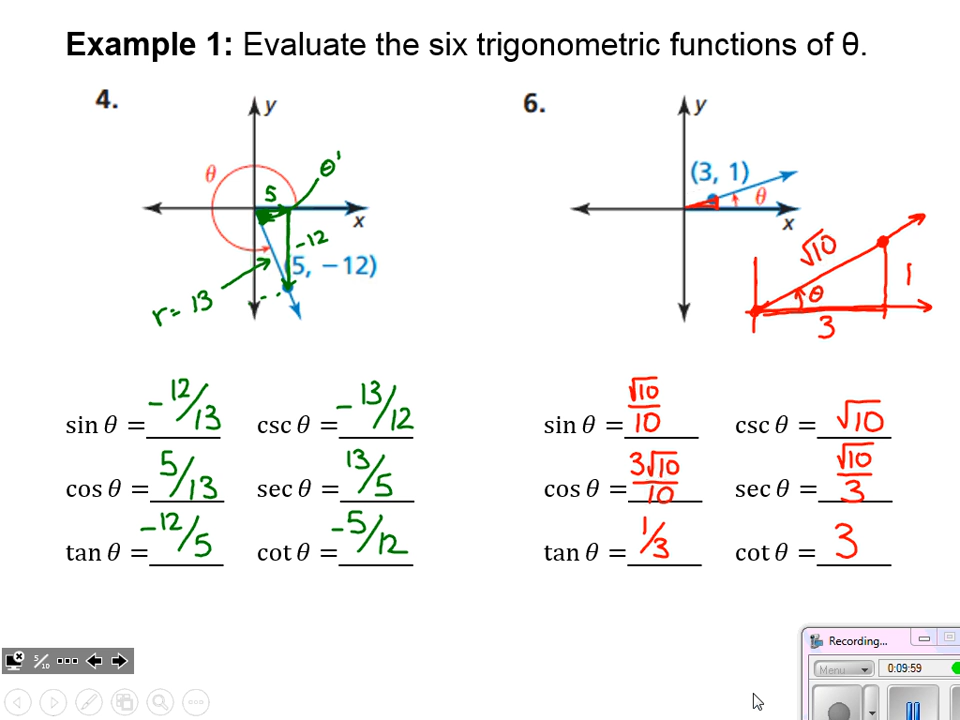 Example 1: Evaluate the six trigonometric functions of θ.
4.
y
θ
θ'
5
x
-12
(5, −12)
r = 13
6.
y
(3, 1)
θ
x
√10
θ
1
3
sin θ = -12/13
csc θ = -13/12
cos θ = 5/13
sec θ = 13/5
tan θ = -12/5
cot θ = -5/12
sin θ = √10/10
csc θ = √10
cos θ = 3√10/10
sec θ = √10/3
tan θ = 1/3
cot θ = 3
5/10
Recording...
Menu
0:09:59